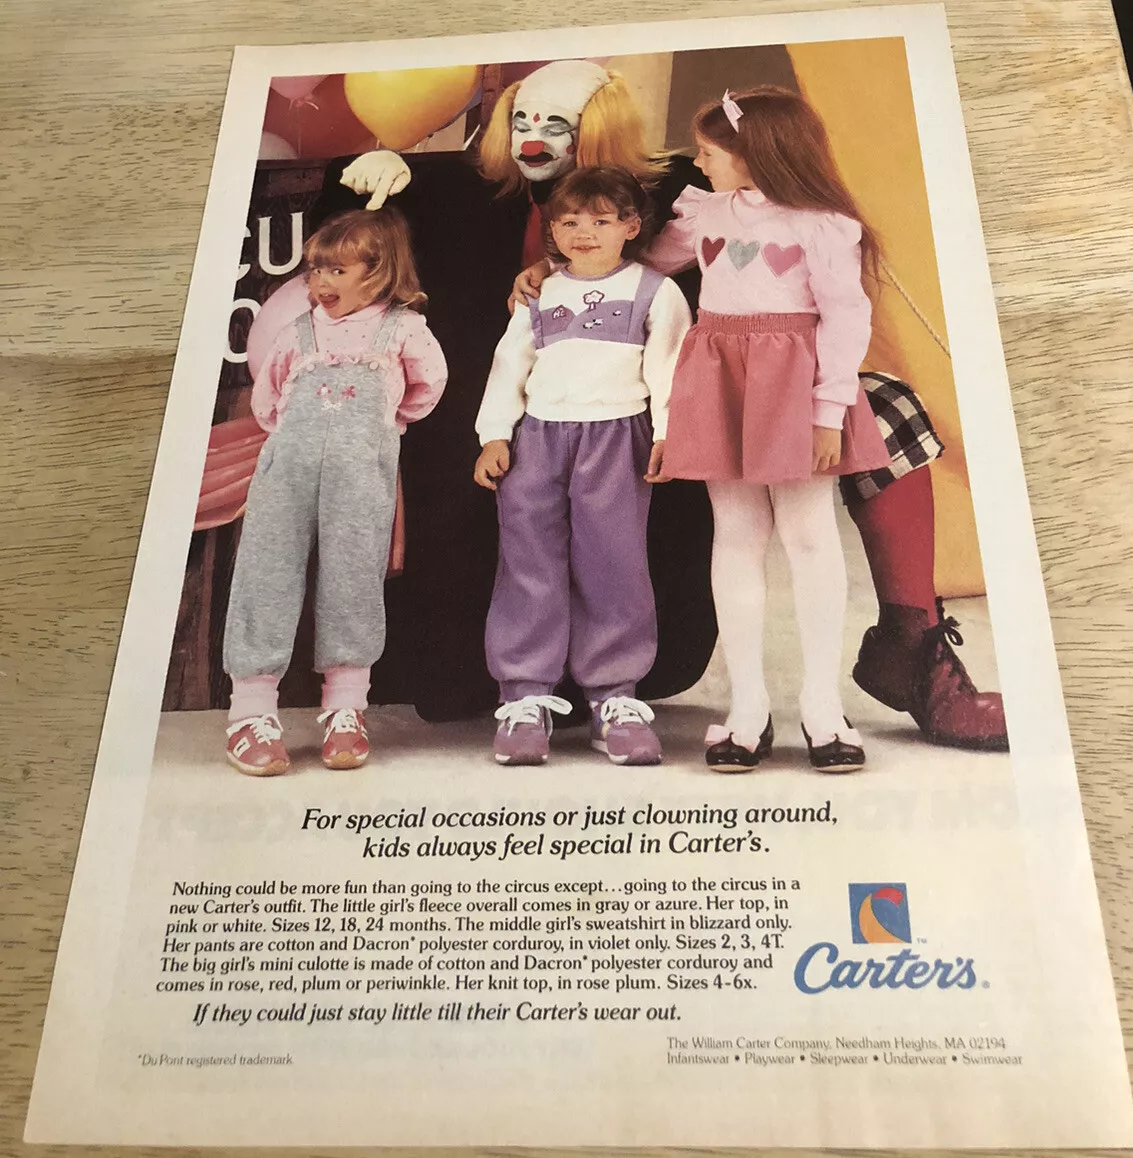 CU
O
For special occasions or just clowning around,
kids always feel special in Carter's.
Nothing could be more fun than going to the circus except...going to the circus in a
new Carter's outfit. The little girl's fleece overall comes in gray or azure. Her top, in
pink or white. Sizes 12, 18, 24 months. The middle girl's sweatshirt in blizzard only.
Her pants are cotton and Dacron* polyester corduroy, in violet only. Sizes 2, 3, 4T.
The big girl's mini culotte is made of cotton and Dacron* polyester corduroy and
comes in rose, red, plum or periwinkle. Her knit top, in rose plum. Sizes 4-6x.
If they could just stay little till their Carter's wear out.
TM
Carter's®
*Du Pont registered trademark
The William Carter Company, Needham Heights, MA 02194
Infantswear • Playwear • Sleepwear • Underwear • Swimwear